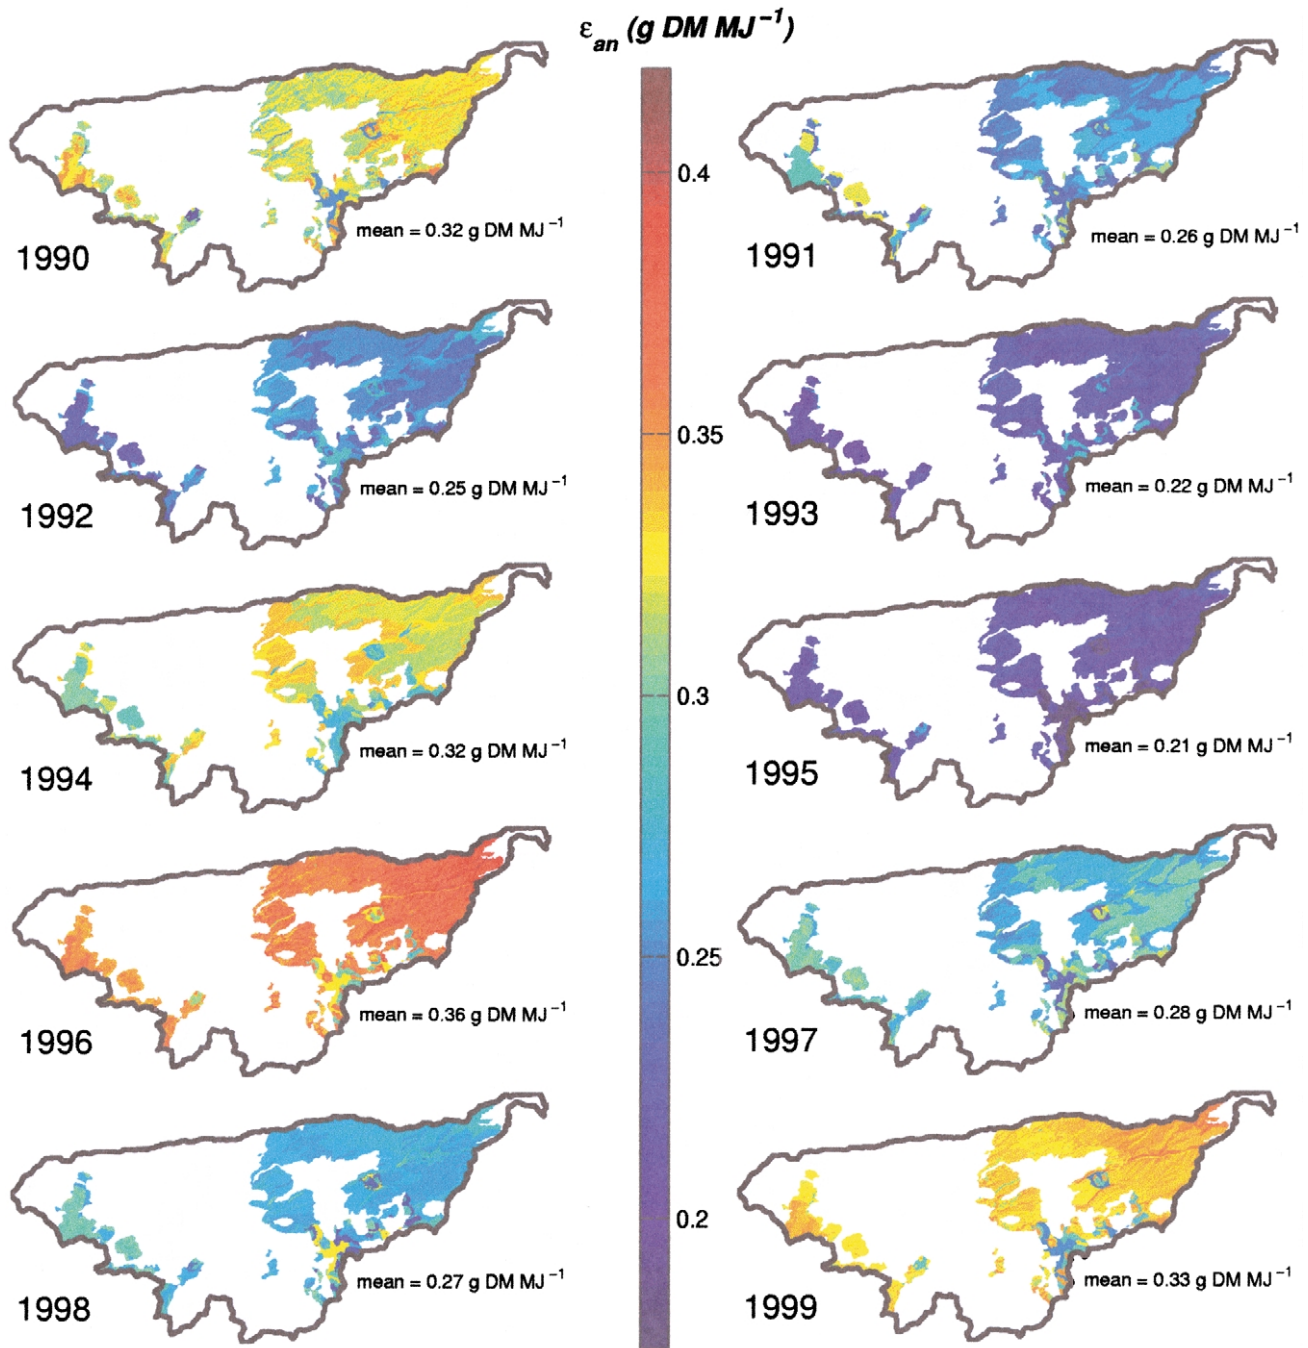 ε_an (g DM MJ⁻¹)
mean = 0.32 g DM MJ⁻¹
1990
mean = 0.26 g DM MJ⁻¹
1991
0.4
0.35
mean = 0.25 g DM MJ⁻¹
1992
mean = 0.22 g DM MJ⁻¹
1993
0.3
mean = 0.32 g DM MJ⁻¹
1994
mean = 0.21 g DM MJ⁻¹
1995
0.25
mean = 0.36 g DM MJ⁻¹
1996
mean = 0.28 g DM MJ⁻¹
1997
0.2
mean = 0.27 g DM MJ⁻¹
1998
mean = 0.33 g DM MJ⁻¹
1999